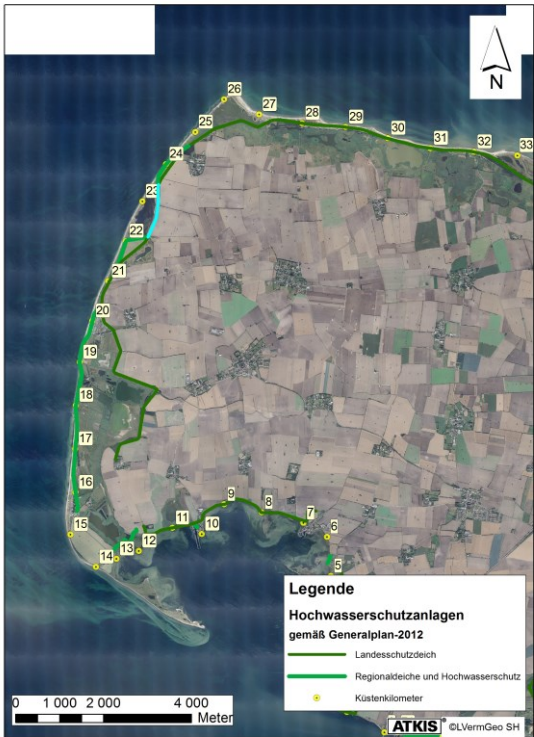 N
26
27
25
28
29
30
31
32
33
24
23
22
21
20
19
18
17
16
15
14
13
12
11
10
9
8
7
6
5
Legende
Hochwasserschutzanlagen
gemäß Generalplan-2012
Landesschutzdeich
Regionaldeiche und Hochwasserschutz
Küstenkilometer
0 1 000 2 000 4 000
Meter
ATKIS® ©LVermGeo SH